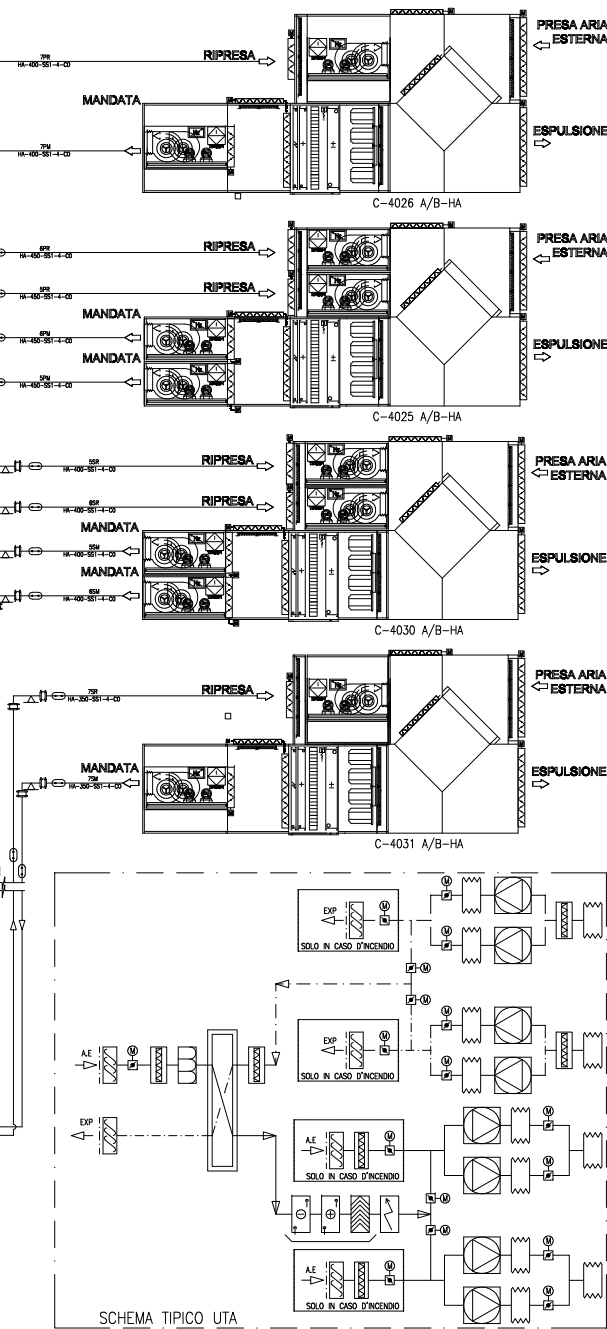 7PR
HA-400-SS1-4-CO
RIPRESA
PRESA ARIA
ESTERNA
MANDATA
7PM
HA-400-SS1-4-CO
ESPULSIONE
C-4026 A/B-HA
6PR
HA-450-SS1-4-CO
RIPRESA
PRESA ARIA
ESTERNA
5PR
HA-450-SS1-4-CO
RIPRESA
MANDATA
6PM
HA-450-SS1-4-CO
ESPULSIONE
MANDATA
5PM
HA-450-SS1-4-CO
C-4025 A/B-HA
5SR
HA-400-SS1-4-CO
RIPRESA
PRESA ARIA
ESTERNA
6SR
HA-400-SS1-4-CO
RIPRESA
MANDATA
5SM
HA-400-SS1-4-CO
ESPULSIONE
MANDATA
6SM
HA-400-SS1-4-CO
C-4030 A/B-HA
7SR
HA-350-SS1-4-CO
RIPRESA
PRESA ARIA
ESTERNA
MANDATA
7SM
HA-350-SS1-4-CO
ESPULSIONE
C-4031 A/B-HA
EXP
M
SOLO IN CASO D'INCENDIO
M
M
M
M
EXP
M
SOLO IN CASO D'INCENDIO
M
M
A.E
M
EXP
A.E
M
SOLO IN CASO D'INCENDIO
M
M
M
M
A.E
M
SOLO IN CASO D'INCENDIO
M
M
SCHEMA TIPICO UTA